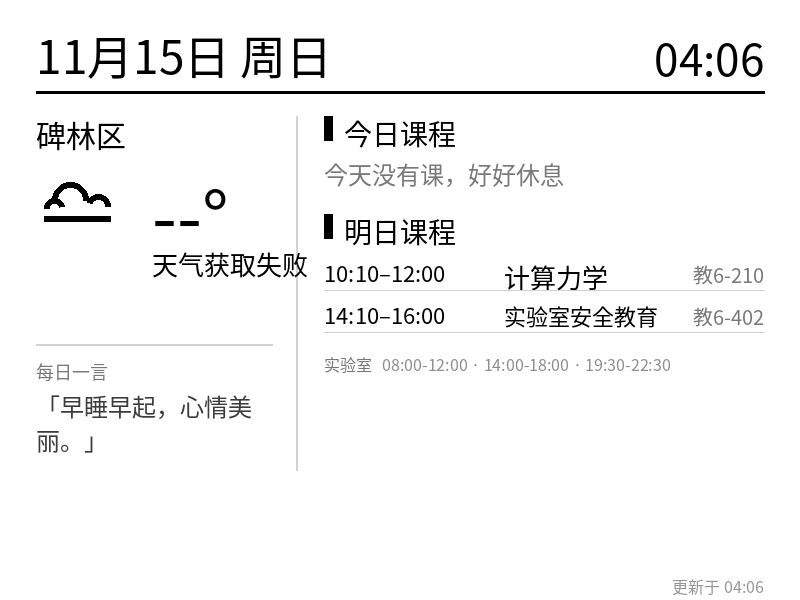 11月15日 周日
04:06
碑林区
--°
天气获取失败
每日一言
「早睡早起，心情美
丽。」
今日课程
今天没有课，好好休息
明日课程
10:10–12:00 计算力学 教6-210
14:10–16:00 实验室安全教育 教6-402
实验室 08:00-12:00 · 14:00-18:00 · 19:30-22:30
更新于 04:06